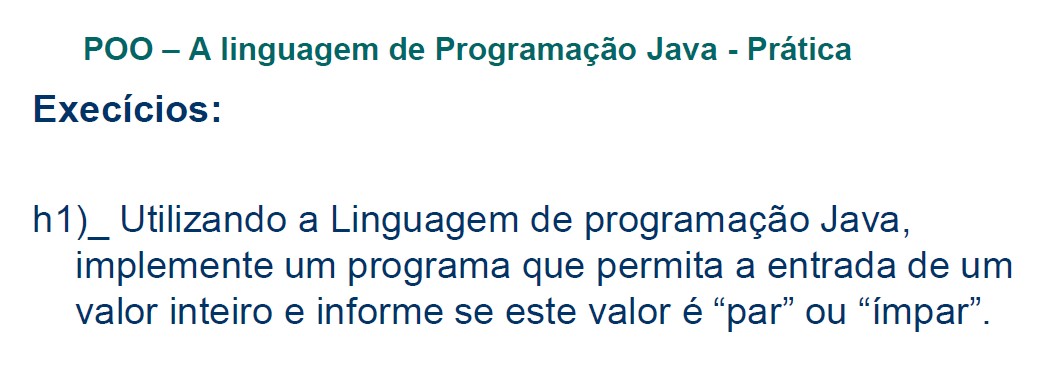 POO – A linguagem de Programação Java - Prática
Execícios:
h1)_ Utilizando a Linguagem de programação Java,
implemente um programa que permita a entrada de um
valor inteiro e informe se este valor é “par” ou “ímpar”.